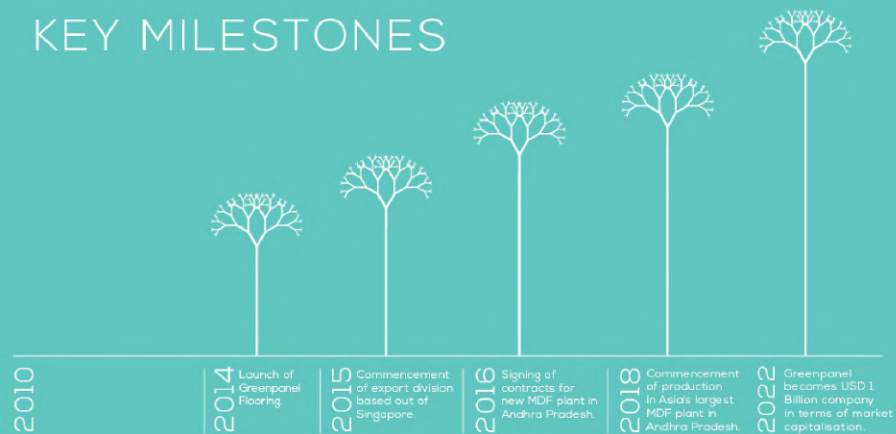 KEY MILESTONES
2010
2014
Launch of
Greenpanel
Flooring.
2015
Commencement
of export division
based out of
Singapore.
2016
Signing of
contracts for
new MDF plant in
Andhra Pradesh.
2018
Commencement
of production
in Asia's largest
MDF plant in
Andhra Pradesh.
2022
Greenpanel
becomes USD 1
Billion company
in terms of market
capitalisation.